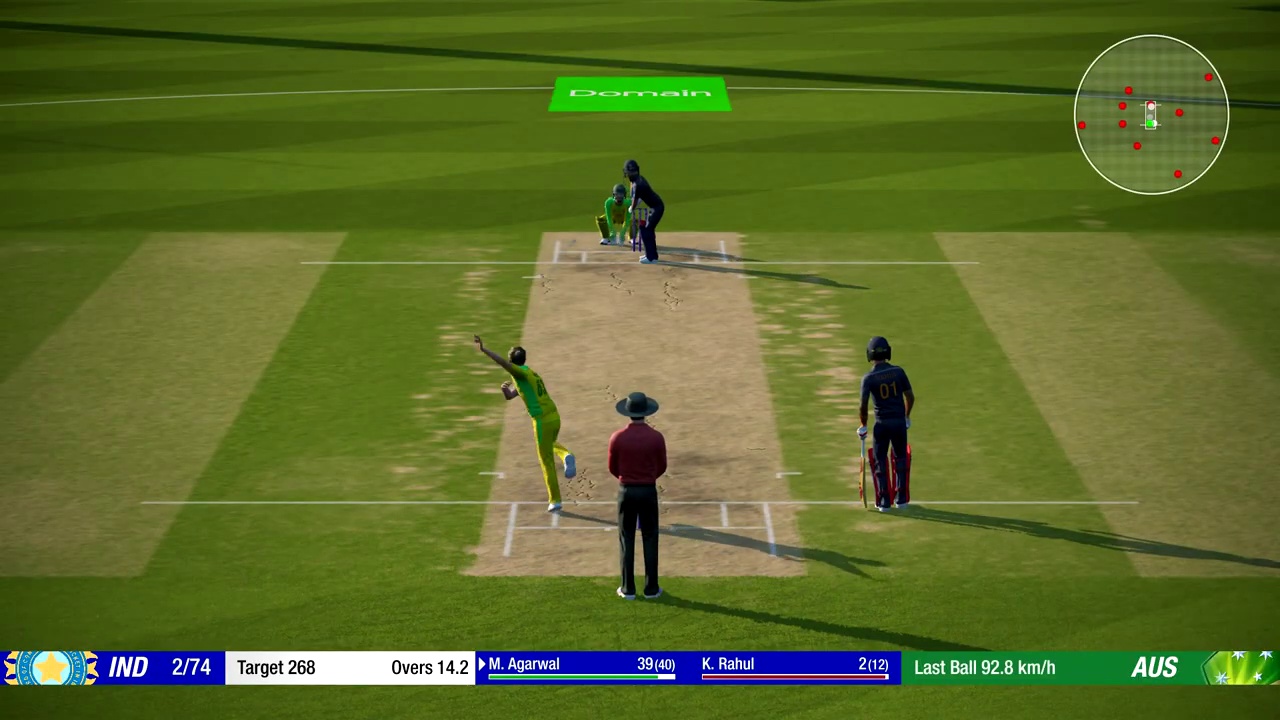 Domain
01
IND 2/74 Target 268 Overs 14.2 M. Agarwal 39(40) K. Rahul 2(12) Last Ball 92.8 km/h AUS